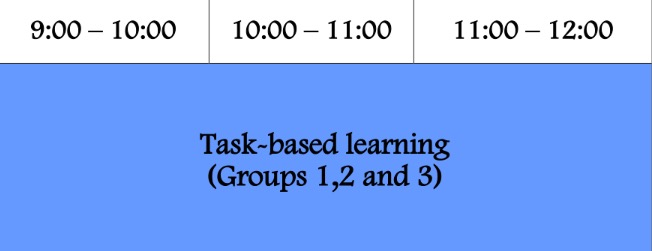 9:00 – 10:00 10:00 – 11:00 11:00 – 12:00
Task-based learning
(Groups 1,2 and 3)